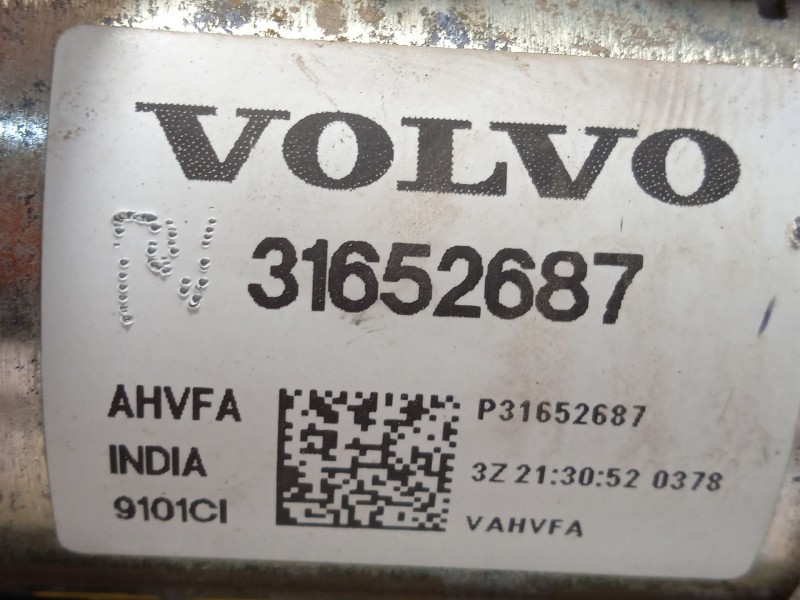 VOLVO
31652687
AHVFA
INDIA
9101CI
P31652687
3Z 21:30:52 0378
VAHVFA